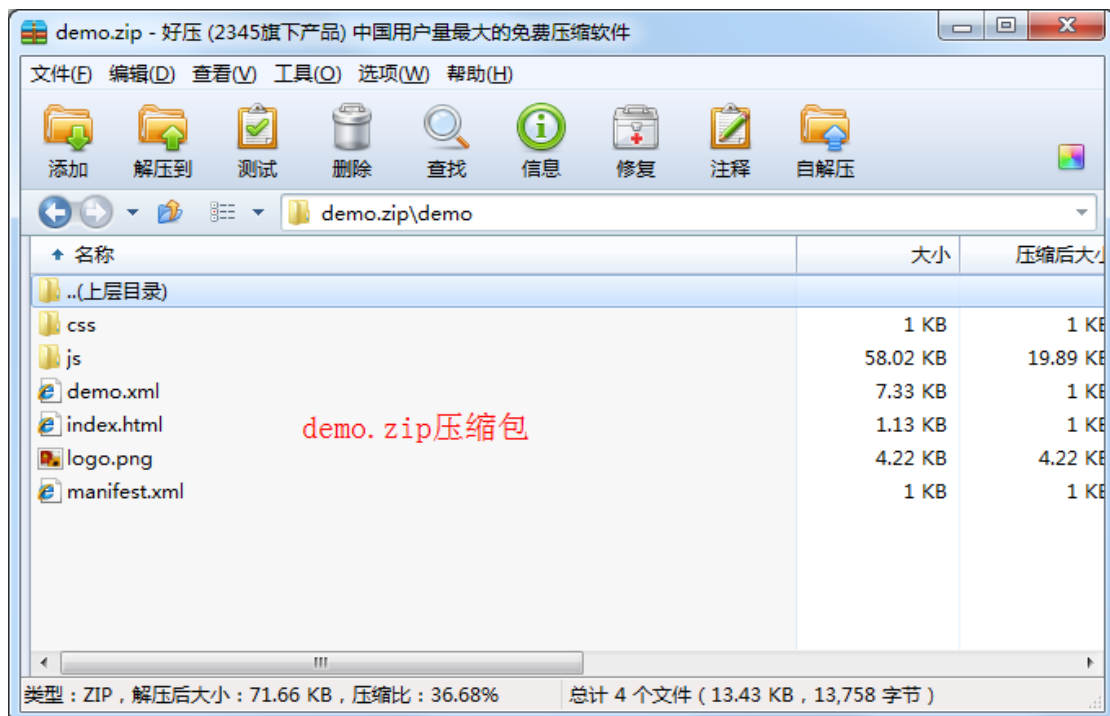 demo.zip - 好压 (2345旗下产品) 中国用户量最大的免费压缩软件
文件(F) 编辑(D) 查看(V) 工具(O) 选项(W) 帮助(H)
添加 解压到 测试 删除 查找 信息 修复 注释 自解压
demo.zip\demo
名称 大小 压缩后大小
..(上层目录)
css 1 KB 1 KB
js 58.02 KB 19.89 KB
demo.xml 7.33 KB 1 KB
index.html 1.13 KB 1 KB
logo.png 4.22 KB 4.22 KB
manifest.xml 1 KB 1 KB
demo.zip压缩包
类型：ZIP，解压后大小：71.66 KB，压缩比：36.68% 总计 4 个文件 ( 13.43 KB，13,758 字节 )